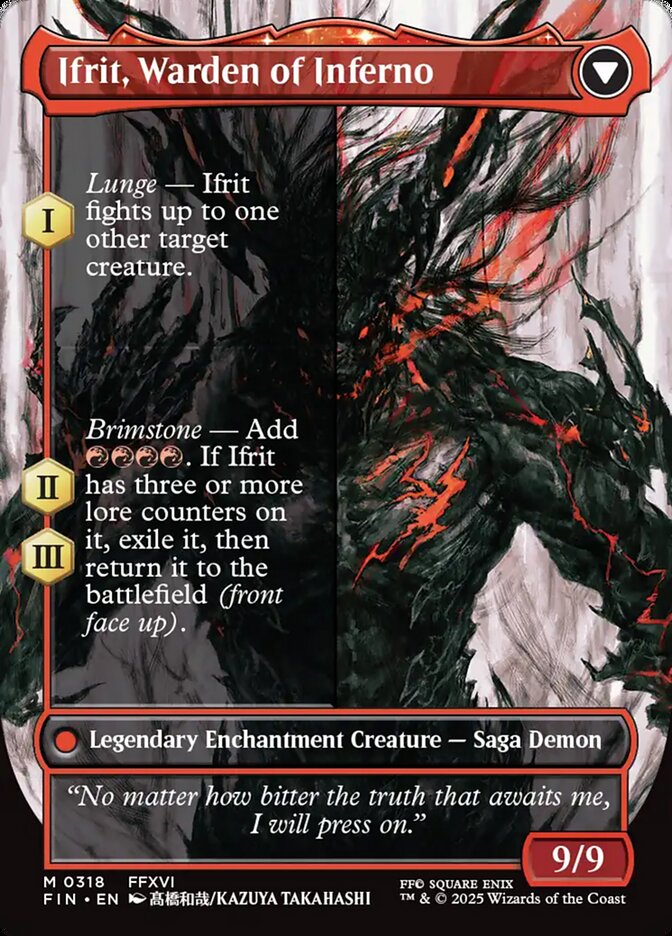 Ifrit, Warden of Inferno
I
Lunge — Ifrit
fights up to one
other target
creature.
II
III
Brimstone — Add
. If Ifrit
has three or more
lore counters on
it, exile it, then
return it to the
battlefield (front
face up).
Legendary Enchantment Creature — Saga Demon
“No matter how bitter the truth that awaits me,
I will press on.”
9/9
M 0318 FFXVI
FIN • EN 髙橋和哉/KAZUYA TAKAHASHI
FF© SQUARE ENIX
™ & © 2025 Wizards of the Coast